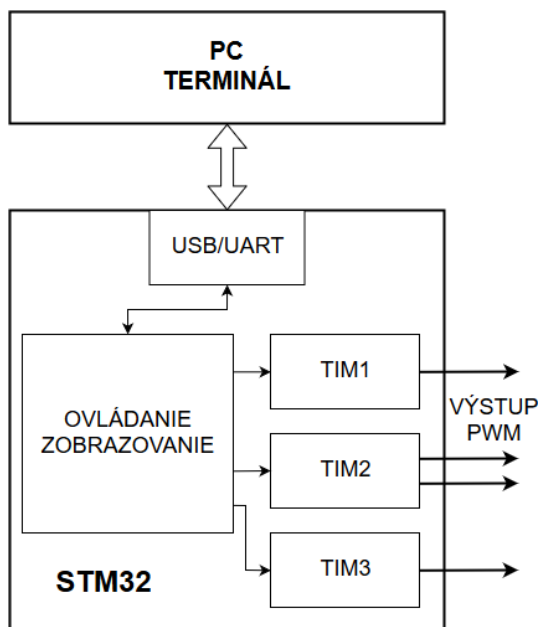 PC
TERMINÁL
USB/UART
OVLÁDANIE
ZOBRAZOVANIE
TIM1
VÝSTUP
PWM
TIM2
TIM3
STM32